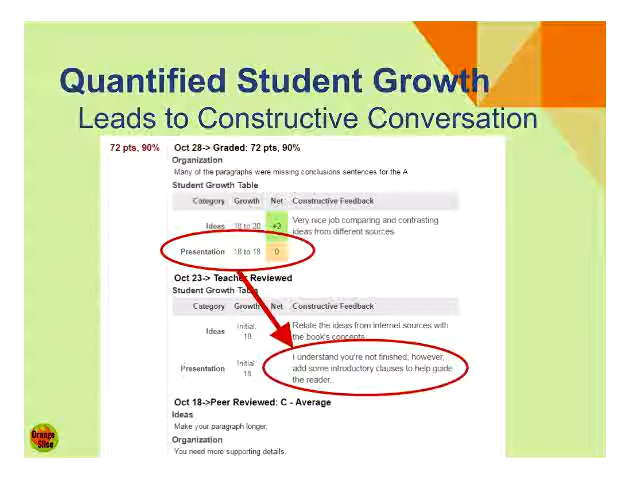 Quantified Student Growth
Leads to Constructive Conversation
72 pts, 90%
Oct 28-> Graded: 72 pts, 90%
Organization
Many of the paragraphs were missing conclusions sentences for the A
Student Growth Table
Category Growth Net Constructive Feedback
Ideas 18 to 20 +2 Very nice job comparing and contrasting
ideas from different sources.
Presentation 18 to 18 0
Oct 23-> Teacher Reviewed
Student Growth Table
Category Growth Net Constructive Feedback
Ideas Initial: 18 Relate the ideas from internet sources with
the book's concepts.
Presentation Initial: 18 I understand you're not finished; however,
add some introductory clauses to help guide
the reader.
Oct 18->Peer Reviewed: C - Average
Ideas
Make your paragraph longer,
Organization
You need more supporting details.
Orange
Slice